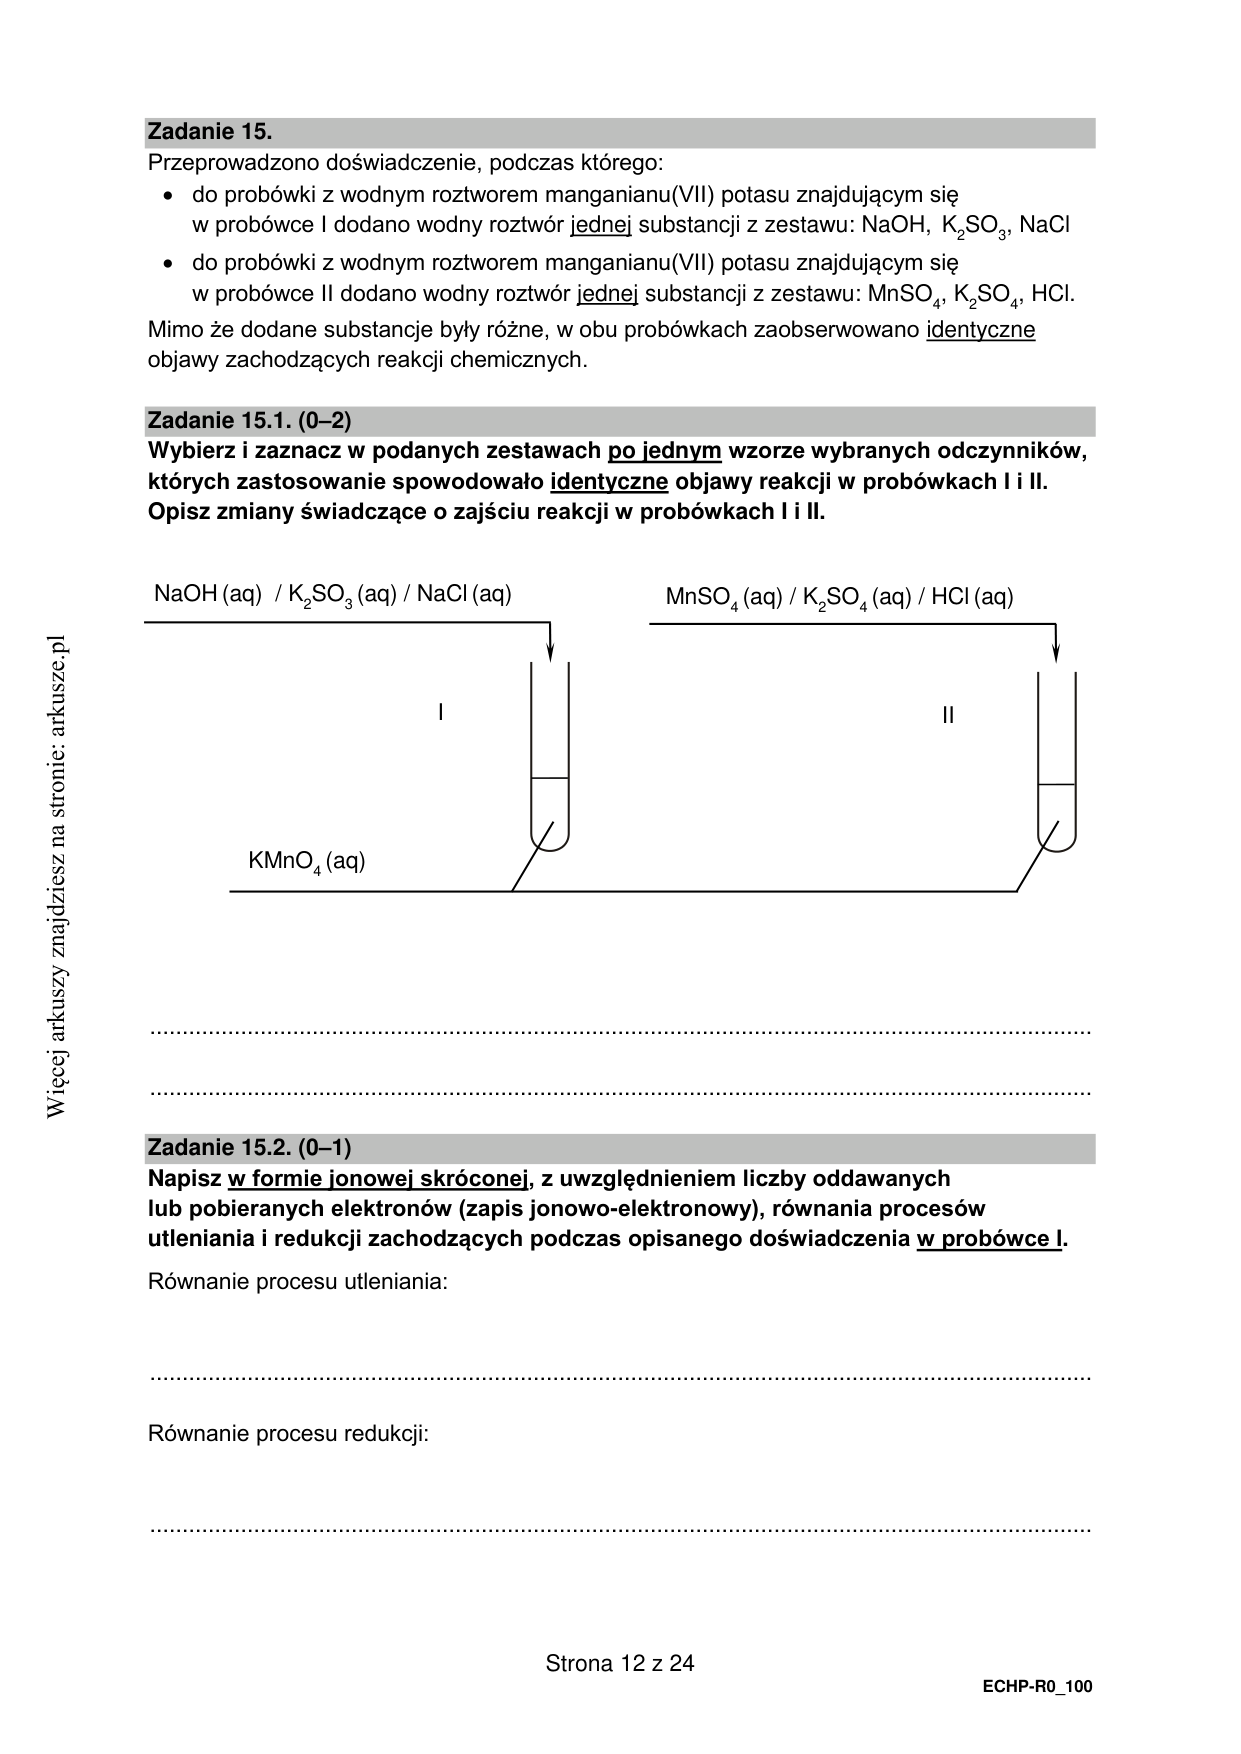 Zadanie 15.
Przeprowadzono doświadczenie, podczas którego:
• do probówki z wodnym roztworem manganianu(VII) potasu znajdującym się
w probówce I dodano wodny roztwór jednej substancji z zestawu: NaOH, K₂SO₃, NaCl
• do probówki z wodnym roztworem manganianu(VII) potasu znajdującym się
w probówce II dodano wodny roztwór jednej substancji z zestawu: MnSO₄, K₂SO₄, HCl.
Mimo że dodane substancje były różne, w obu probówkach zaobserwowano identyczne
objawy zachodzących reakcji chemicznych.
Zadanie 15.1. (0–2)
Wybierz i zaznacz w podanych zestawach po jednym wzorze wybranych odczynników,
których zastosowanie spowodowało identyczne objawy reakcji w probówkach I i II.
Opisz zmiany świadczące o zajściu reakcji w probówkach I i II.
NaOH (aq) / K₂SO₃ (aq) / NaCl (aq)
MnSO₄ (aq) / K₂SO₄ (aq) / HCl (aq)
I
II
KMnO₄ (aq)
Zadanie 15.2. (0–1)
Napisz w formie jonowej skróconej, z uwzględnieniem liczby oddawanych
lub pobieranych elektronów (zapis jonowo-elektronowy), równania procesów
utleniania i redukcji zachodzących podczas opisanego doświadczenia w probówce I.
Równanie procesu utleniania:
Równanie procesu redukcji:
Strona 12 z 24
ECHP-R0_100
Więcej arkuszy znajdziesz na stronie: arkusze.pl